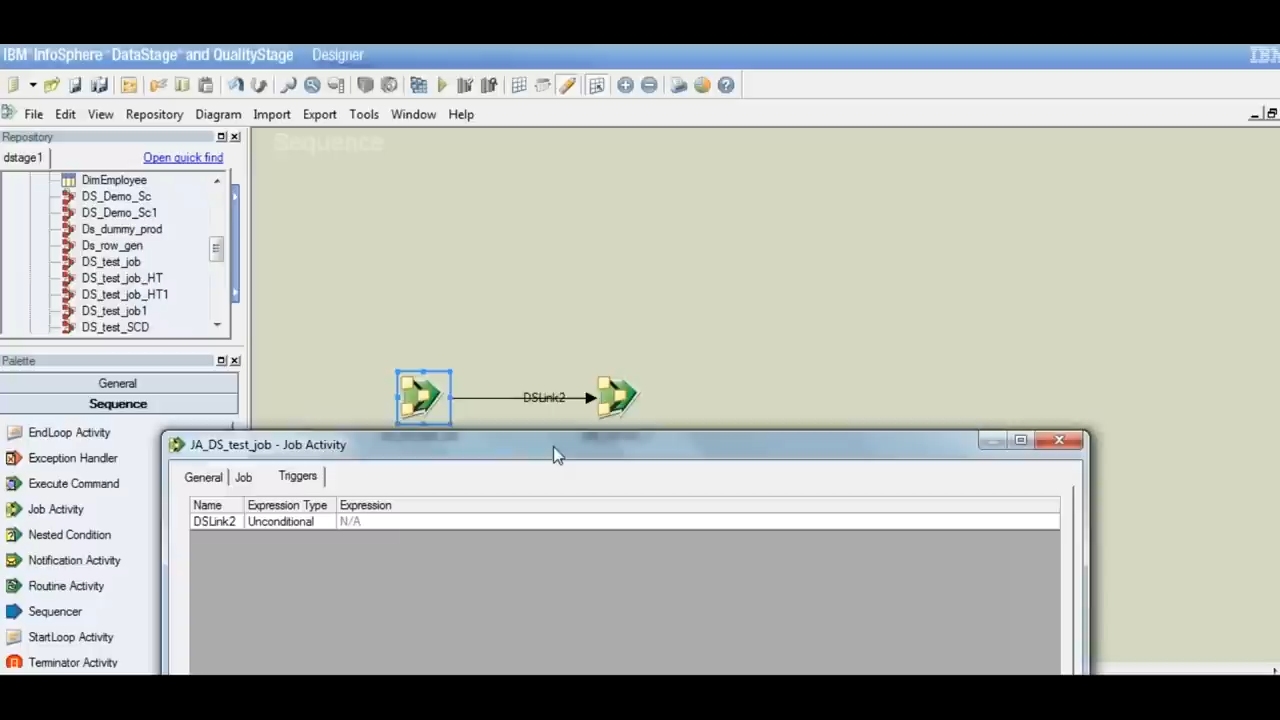 IBM InfoSphere DataStage and QualityStage Designer
IBM
File Edit View Repository Diagram Import Export Tools Window Help
Repository
dstage1 Open quick find
DimEmployee
DS_Demo_Sc
DS_Demo_Sc1
Ds_dummy_prod
Ds_row_gen
DS_test_job
DS_test_job_HT
DS_test_job_HT1
DS_test_job1
DS_test_SCD
Palette
General
Sequence
EndLoop Activity
Exception Handler
Execute Command
Job Activity
Nested Condition
Notification Activity
Routine Activity
Sequencer
StartLoop Activity
Terminator Activity
Sequence
DSLink2
JA_DS_test_job - Job Activity
General Job Triggers
Name Expression Type Expression
DSLink2 Unconditional N/A